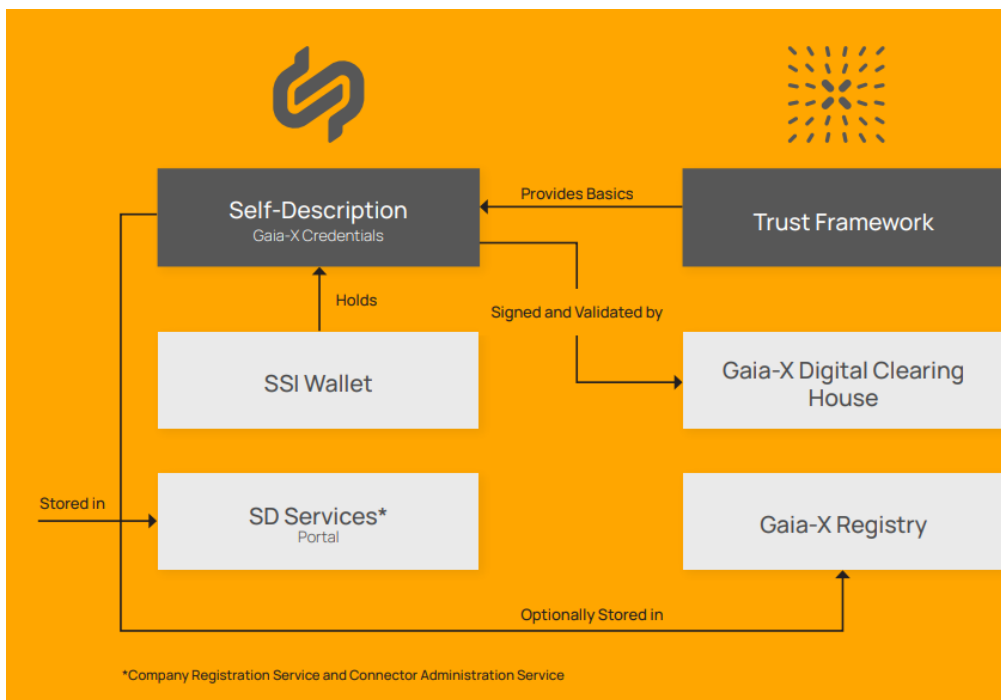 Self-Description
Gaia-X Credentials
Provides Basics
Trust Framework
Holds
Signed and Validated by
SSI Wallet
Gaia-X Digital Clearing
House
Stored in
SD Services*
Portal
Gaia-X Registry
Optionally Stored in
*Company Registration Service and Connector Administration Service